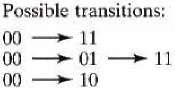 Possible transitions:
00 → 11
00 → 01 → 11
00 → 10